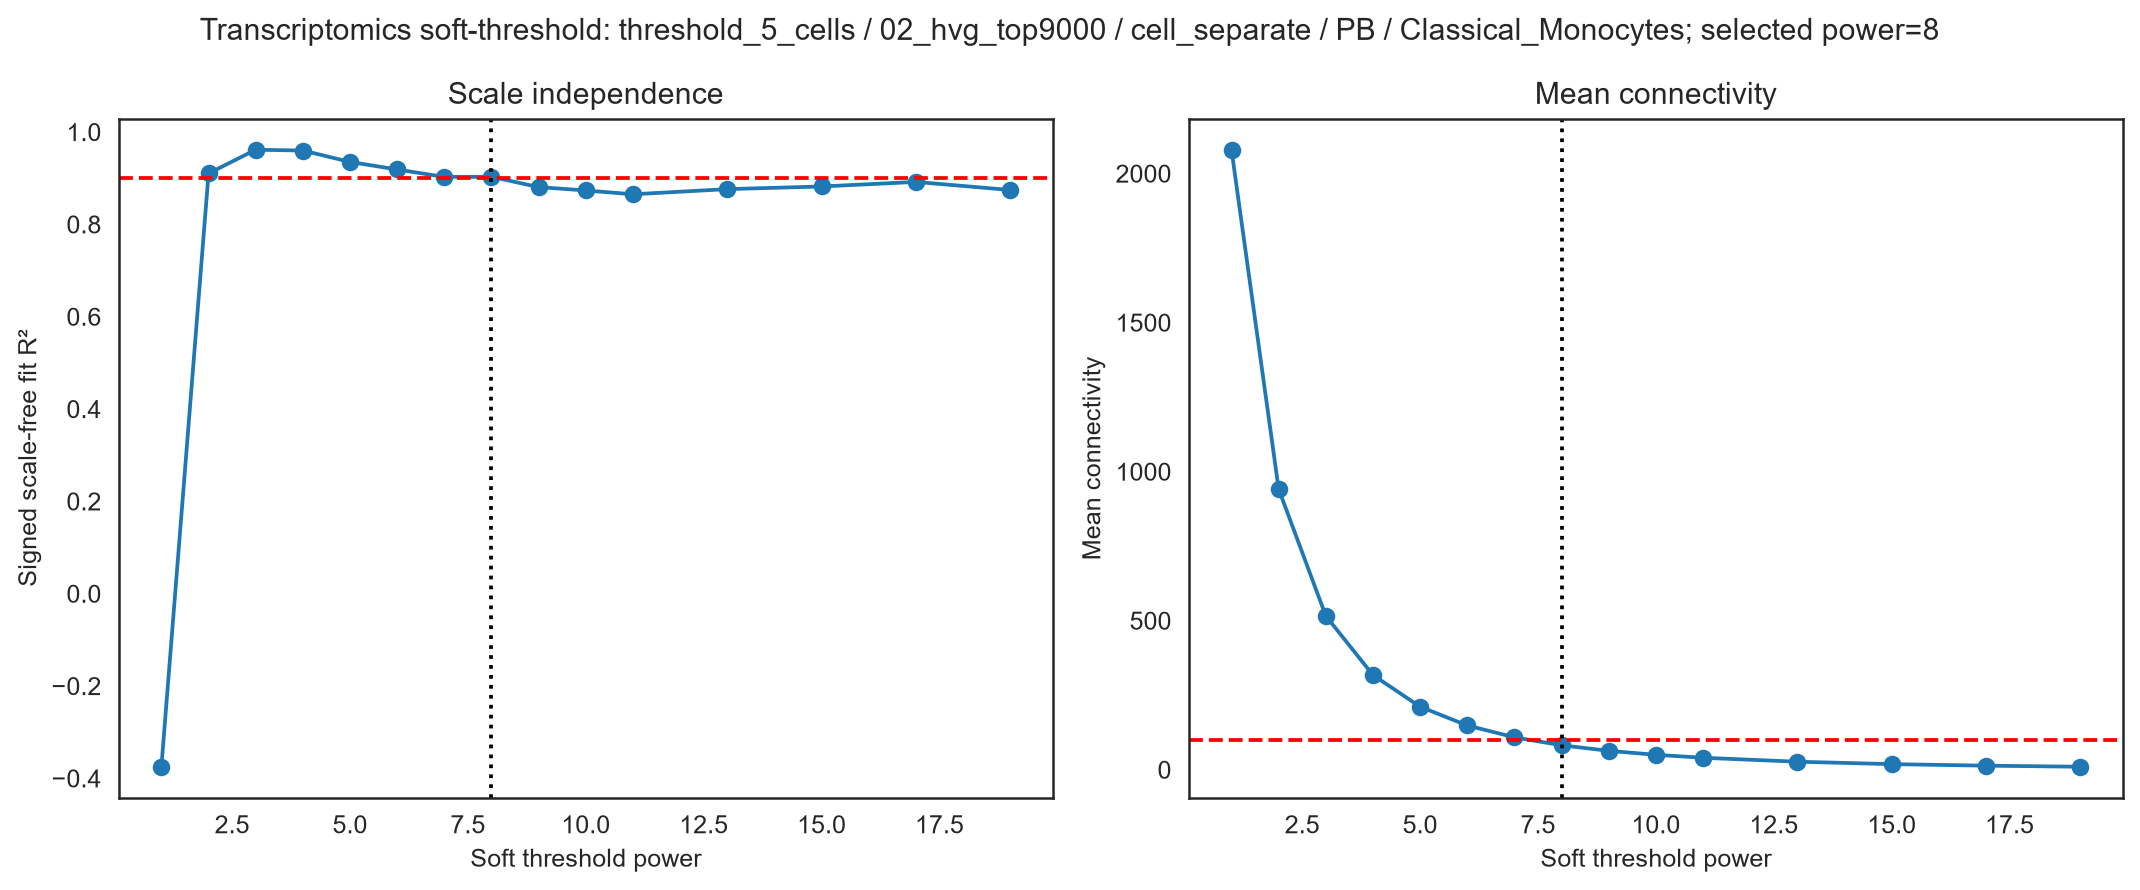 Transcriptomics soft-threshold: threshold_5_cells / 02_hvg_top9000 / cell_separate / PB / Classical_Monocytes; selected power=8
Scale independence
Signed scale-free fit R²
1.0
0.8
0.6
0.4
0.2
0.0
−0.2
−0.4
2.5 5.0 7.5 10.0 12.5 15.0 17.5
Soft threshold power
Mean connectivity
Mean connectivity
2000
1500
1000
500
0
2.5 5.0 7.5 10.0 12.5 15.0 17.5
Soft threshold power